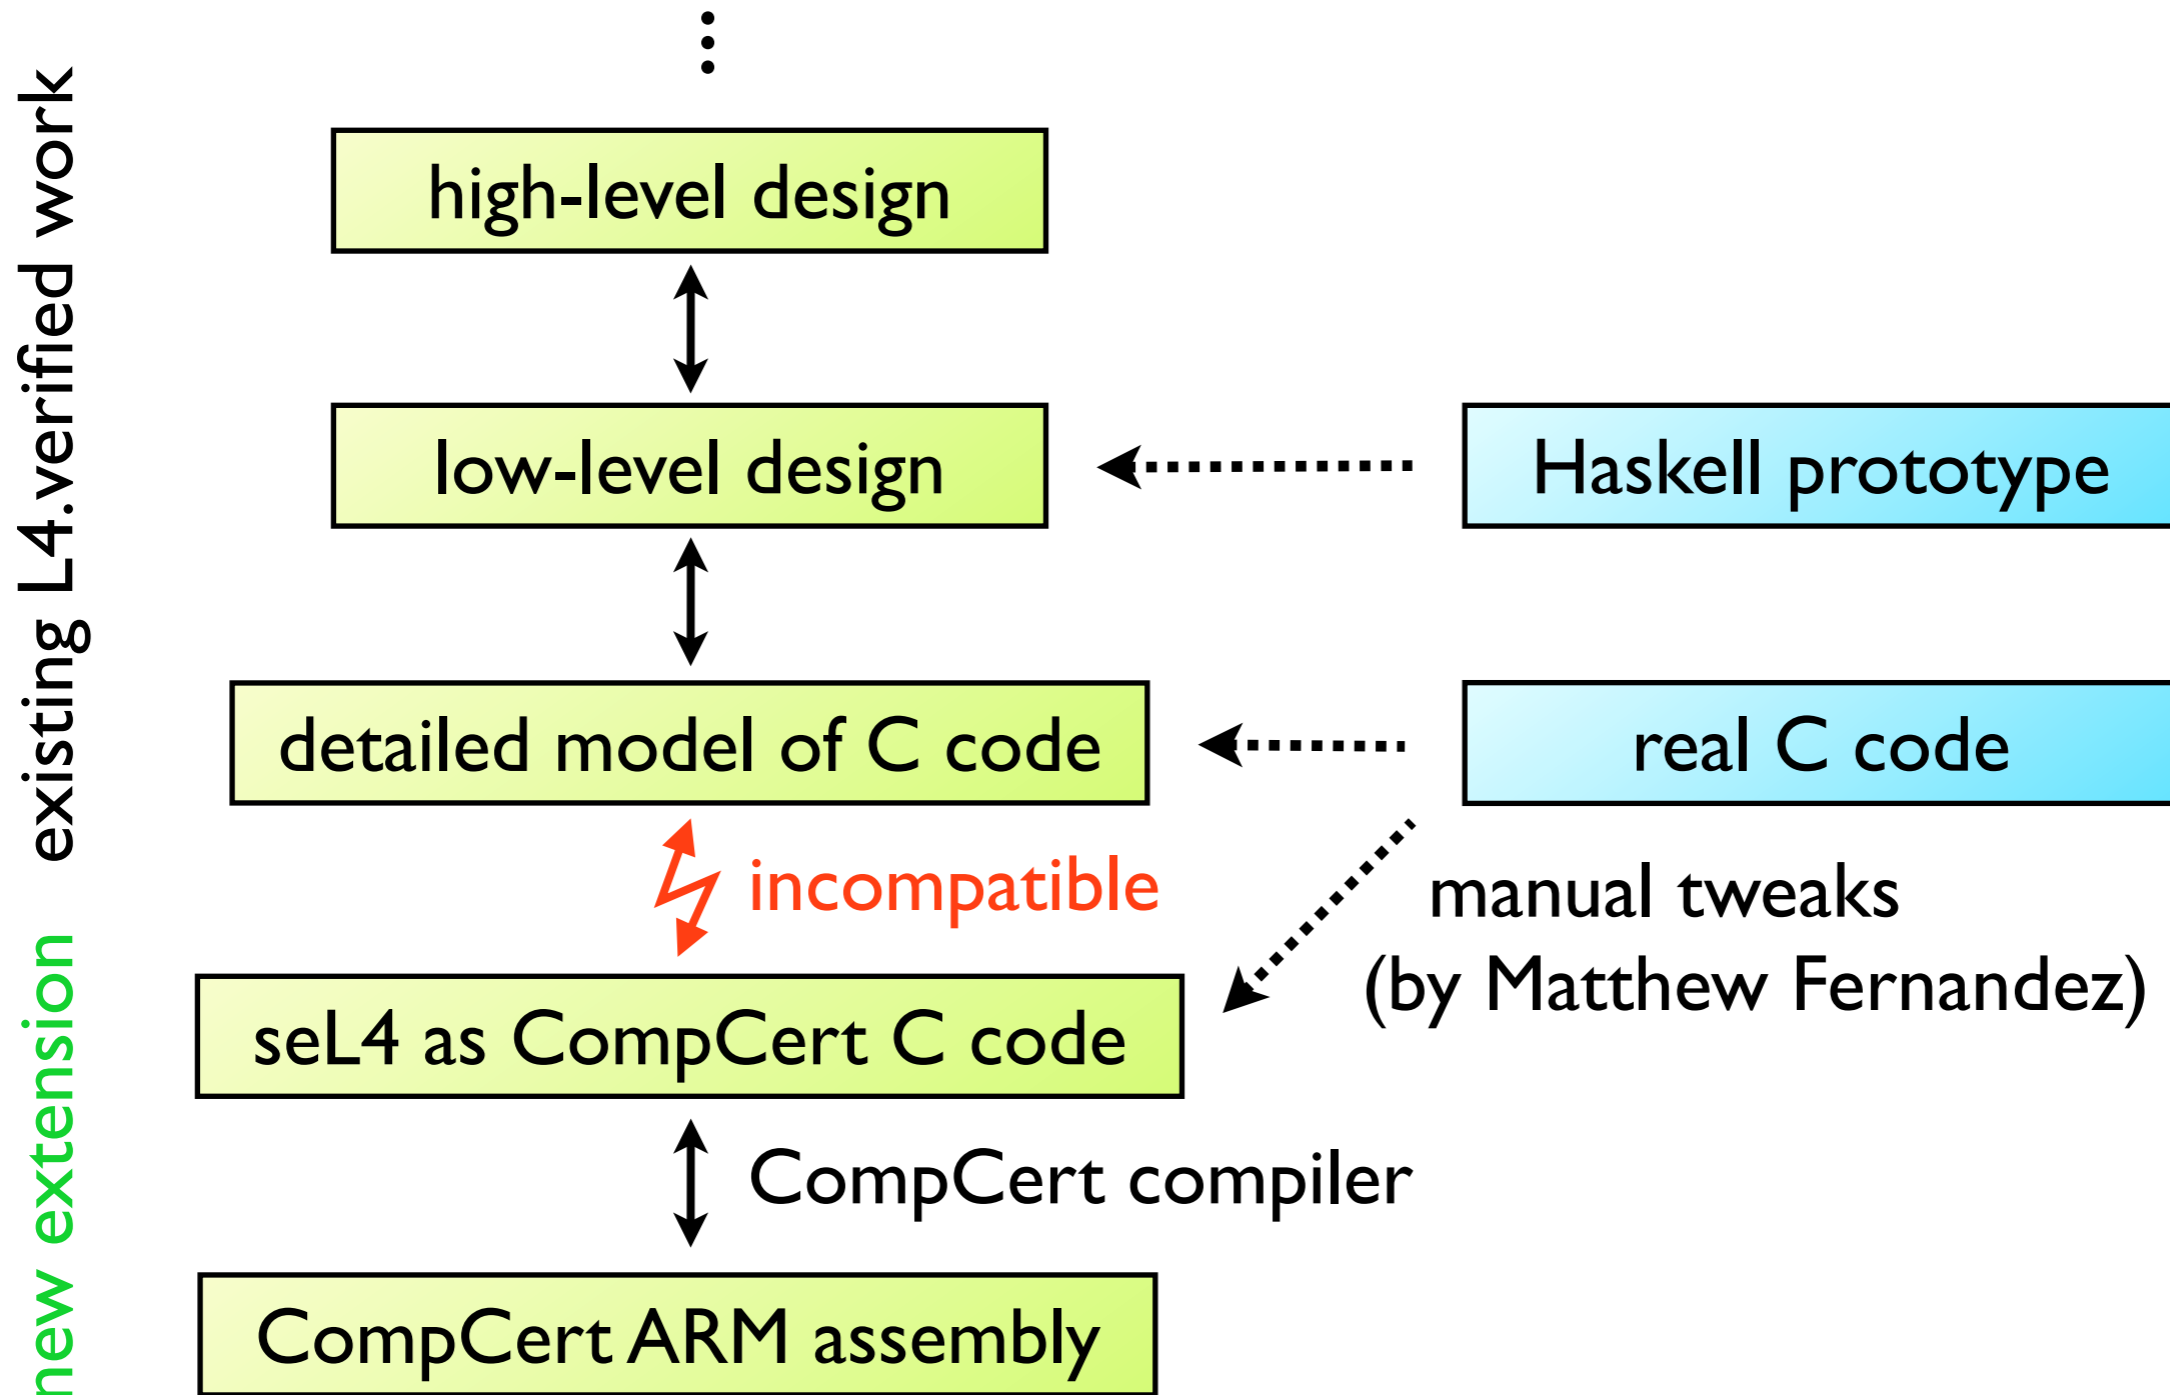 existing L4.verified work
new extension
high-level design
low-level design
Haskell prototype
detailed model of C code
real C code
incompatible
manual tweaks
(by Matthew Fernandez)
seL4 as CompCert C code
CompCert compiler
CompCert ARM assembly